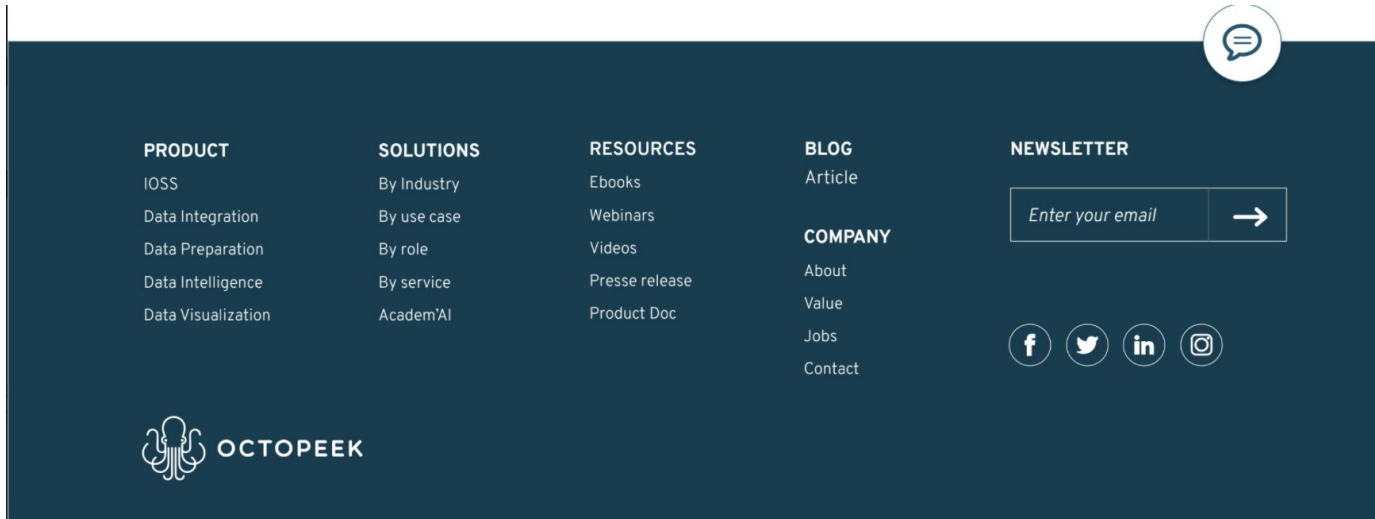 PRODUCT
IOSS
Data Integration
Data Preparation
Data Intelligence
Data Visualization
SOLUTIONS
By Industry
By use case
By role
By service
Academ'AI
RESOURCES
Ebooks
Webinars
Videos
Presse release
Product Doc
BLOG
Article
COMPANY
About
Value
Jobs
Contact
NEWSLETTER
Enter your email
OCTOPEEK